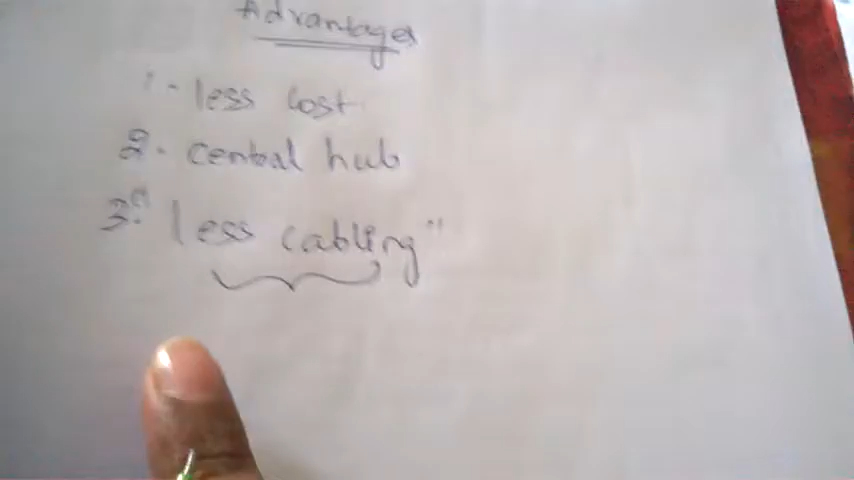 Advantages
1. less cost
2. central hub
3. "less cabling"